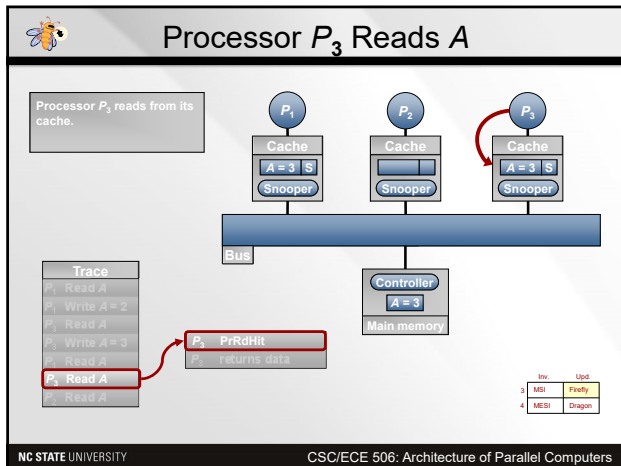 Processor P3 Reads A
Processor P3 reads from its
cache.
P1
P2
P3
Cache
Cache
Cache
A = 3 S
A = 3 S
Snooper
Snooper
Snooper
Bus
Controller
A = 3
Main memory
Trace
P1 Read A
P1 Write A = 2
P1 Read A
P3 Write A = 3
P1 Read A
P3 Read A
P2 Read A
P3 PrRdHit
P3 returns data
Inv. Upd.
3 MSI Firefly
4 MESI Dragon
NC STATE UNIVERSITY
CSC/ECE 506: Architecture of Parallel Computers